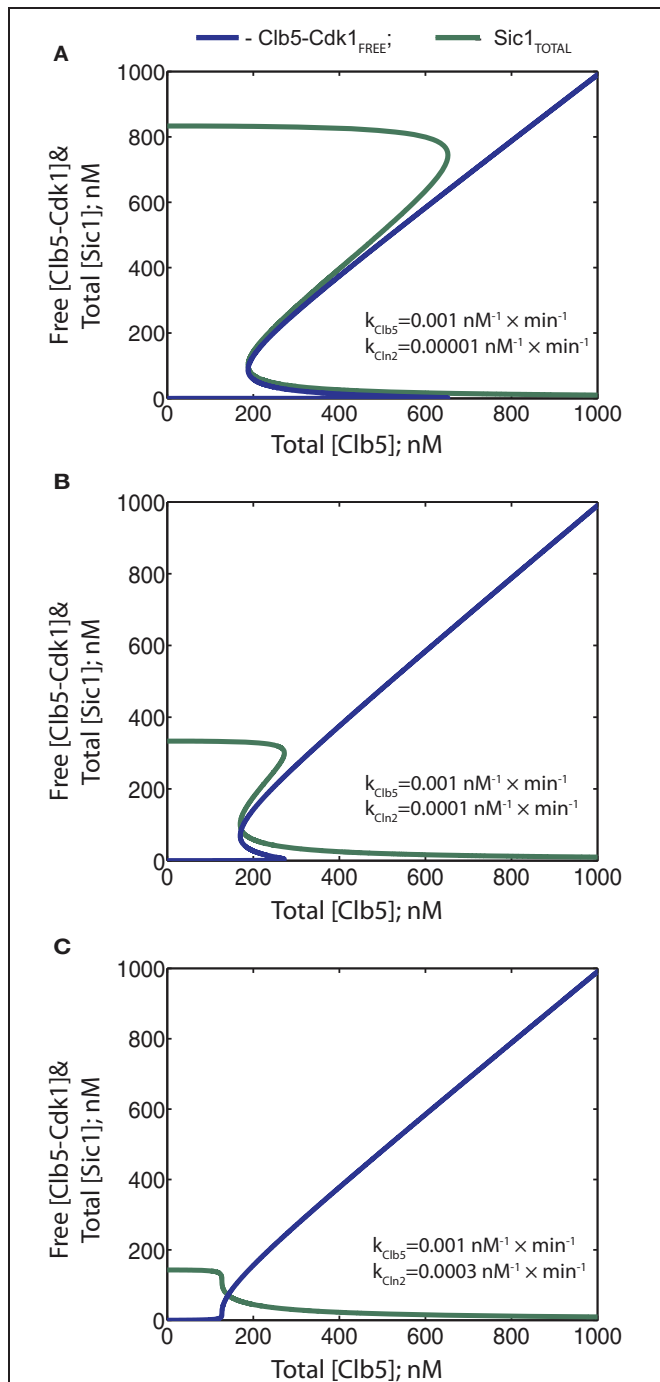 - Clb5-Cdk1FREE; - Sic1TOTAL
A
Free [Clb5-Cdk1]&
Total [Sic1]; nM
1000
800
600
400
200
0
kClb5=0.001 nM-1 × min-1
kCln2=0.00001 nM-1 × min-1
0 200 400 600 800 1000
Total [Clb5]; nM
B
Free [Clb5-Cdk1]&
Total [Sic1]; nM
1000
800
600
400
200
0
kClb5=0.001 nM-1 × min-1
kCln2=0.0001 nM-1 × min-1
0 200 400 600 800 1000
Total [Clb5]; nM
C
Free [Clb5-Cdk1]&
Total [Sic1]; nM
1000
800
600
400
200
0
kClb5=0.001 nM-1 × min-1
kCln2=0.0003 nM-1 × min-1
0 200 400 600 800 1000
Total [Clb5]; nM